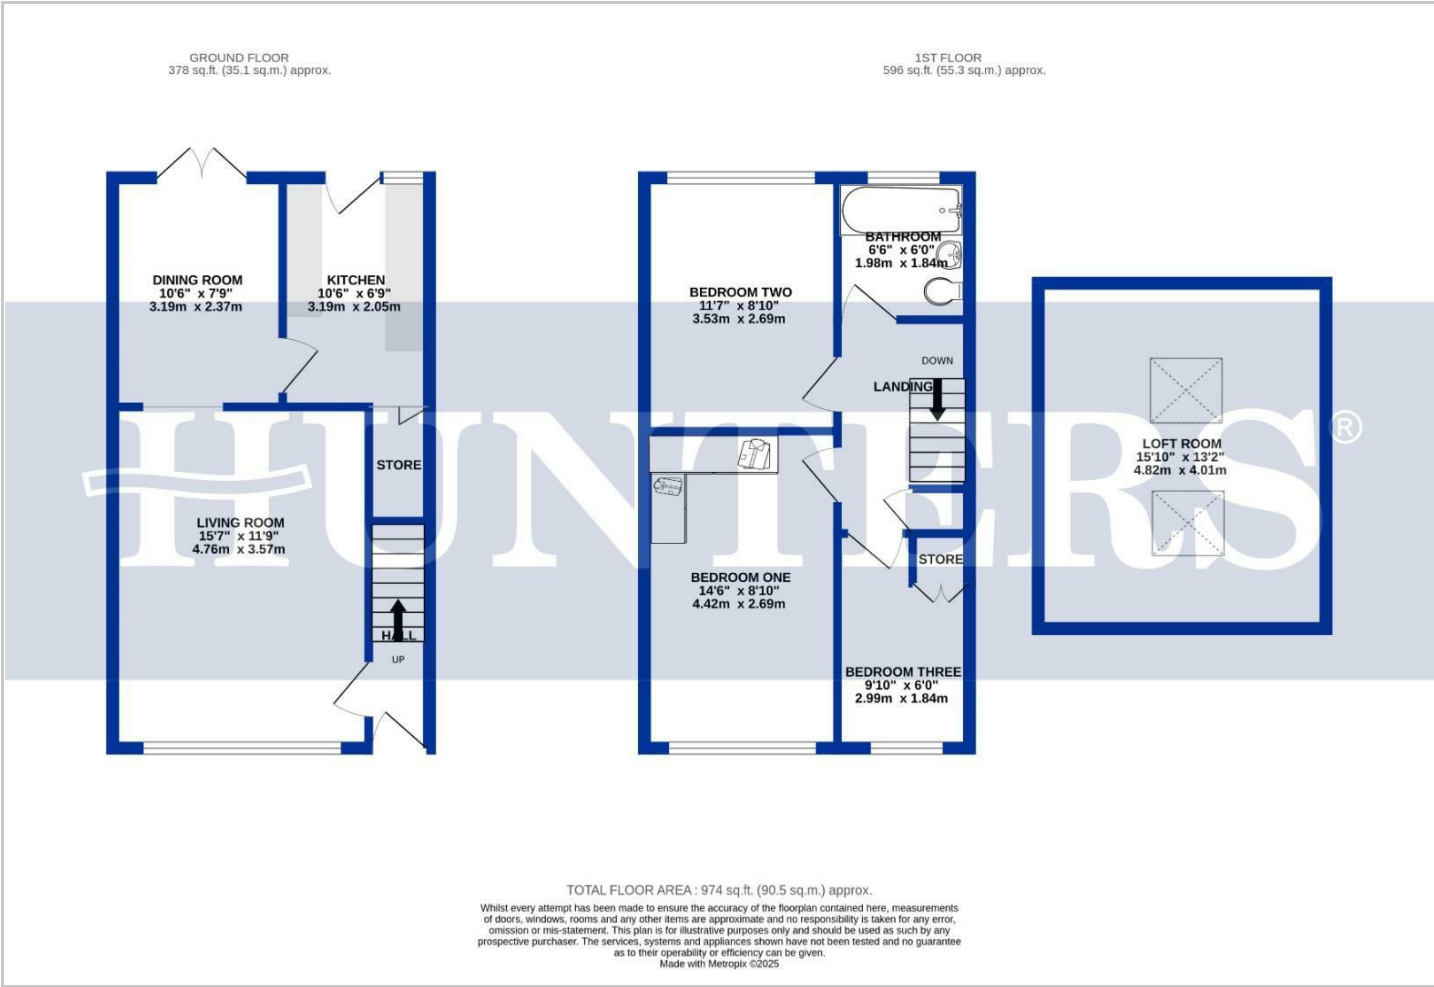 GROUND FLOOR
378 sq.ft. (35.1 sq.m.) approx.
1ST FLOOR
596 sq.ft. (55.3 sq.m.) approx.
DINING ROOM
10'6" x 7'9"
3.19m x 2.37m
KITCHEN
10'6" x 6'9"
3.19m x 2.05m
STORE
LIVING ROOM
15'7" x 11'9"
4.76m x 3.57m
HALL
UP
BEDROOM TWO
11'7" x 8'10"
3.53m x 2.69m
BATHROOM
6'6" x 6'0"
1.98m x 1.84m
DOWN
LANDING
BEDROOM ONE
14'6" x 8'10"
4.42m x 2.69m
STORE
BEDROOM THREE
9'10" x 6'0"
2.99m x 1.84m
LOFT ROOM
15'10" x 13'2"
4.82m x 4.01m
HUNTERS®
TOTAL FLOOR AREA : 974 sq.ft. (90.5 sq.m.) approx.
Whilst every attempt has been made to ensure the accuracy of the floorplan contained here, measurements
of doors, windows, rooms and any other items are approximate and no responsibility is taken for any error,
omission or mis-statement. This plan is for illustrative purposes only and should be used as such by any
prospective purchaser. The services, systems and appliances shown have not been tested and no guarantee
as to their operability or efficiency can be given.
Made with Metropix ©2025